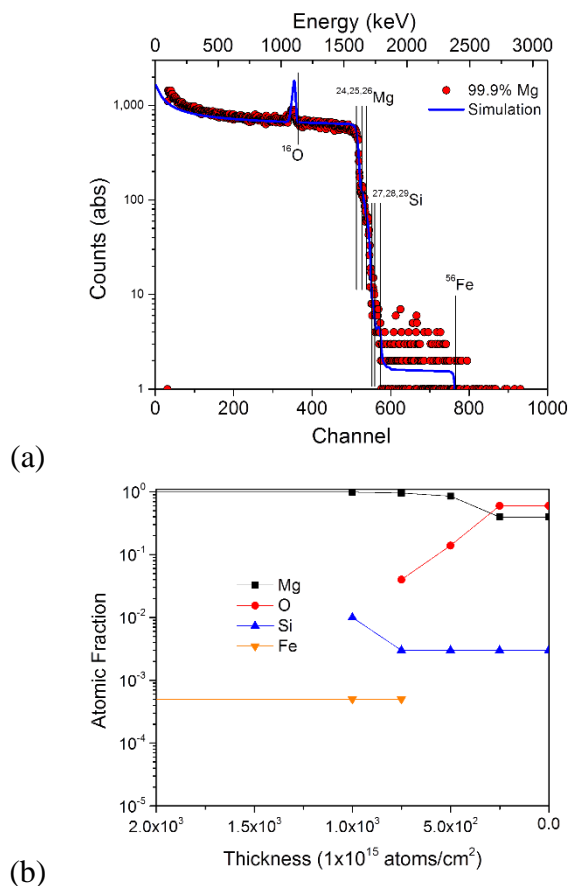 Energy (keV)
0 500 1000 1500 2000 2500 3000
1,000
100
10
1
Counts (abs)
99.9% Mg
Simulation
24,25,26Mg
16O
27,28,29Si
56Fe
0 200 400 600 800 1000
Channel
(a)
10^0
10^-1
10^-2
10^-3
10^-4
10^-5
Atomic Fraction
Mg
O
Si
Fe
2.0x10^3 1.5x10^3 1.0x10^3 5.0x10^2 0.0
Thickness (1x10^15 atoms/cm^2)
(b)